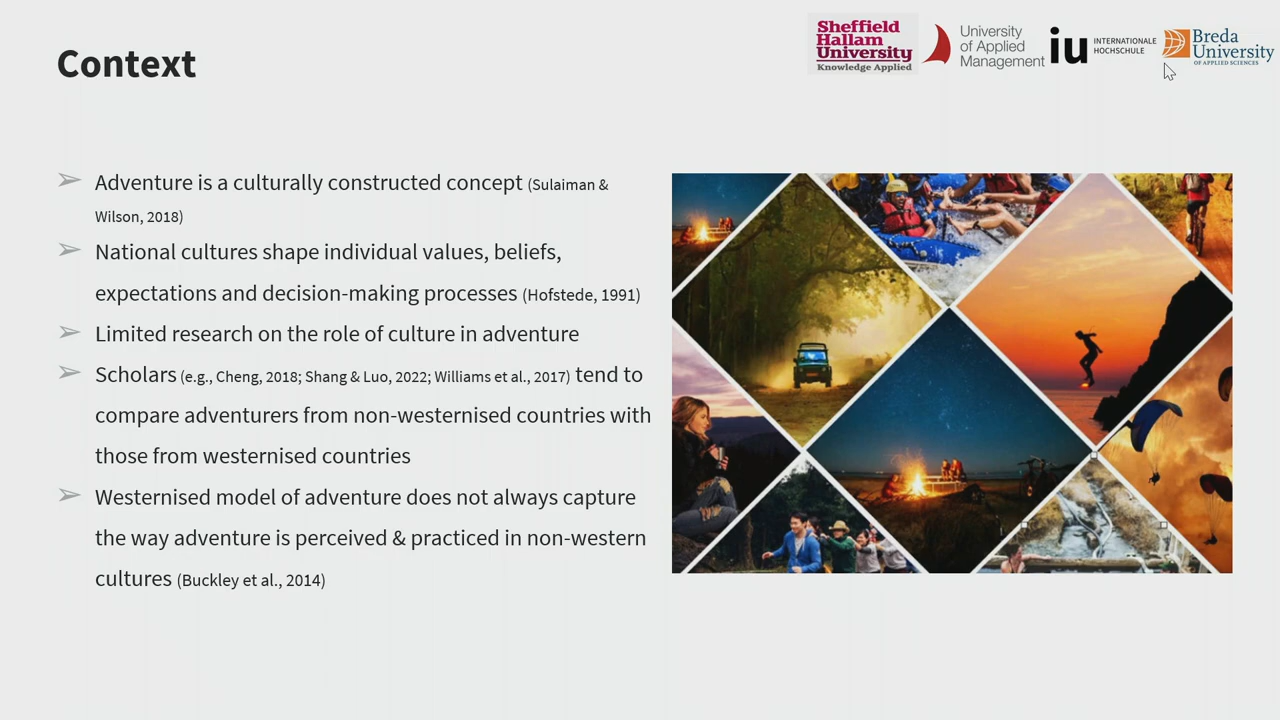 Context
Sheffield
Hallam
University
Knowledge Applied
University
of Applied
Management
iu
INTERNATIONALE
HOCHSCHULE
Breda
University
OF APPLIED SCIENCES
➢ Adventure is a culturally constructed concept (Sulaiman &
Wilson, 2018)
➢ National cultures shape individual values, beliefs,
expectations and decision-making processes (Hofstede, 1991)
➢ Limited research on the role of culture in adventure
➢ Scholars (e.g., Cheng, 2018; Shang & Luo, 2022; Williams et al., 2017) tend to
compare adventurers from non-westernised countries with
those from westernised countries
➢ Westernised model of adventure does not always capture
the way adventure is perceived & practiced in non-western
cultures (Buckley et al., 2014)